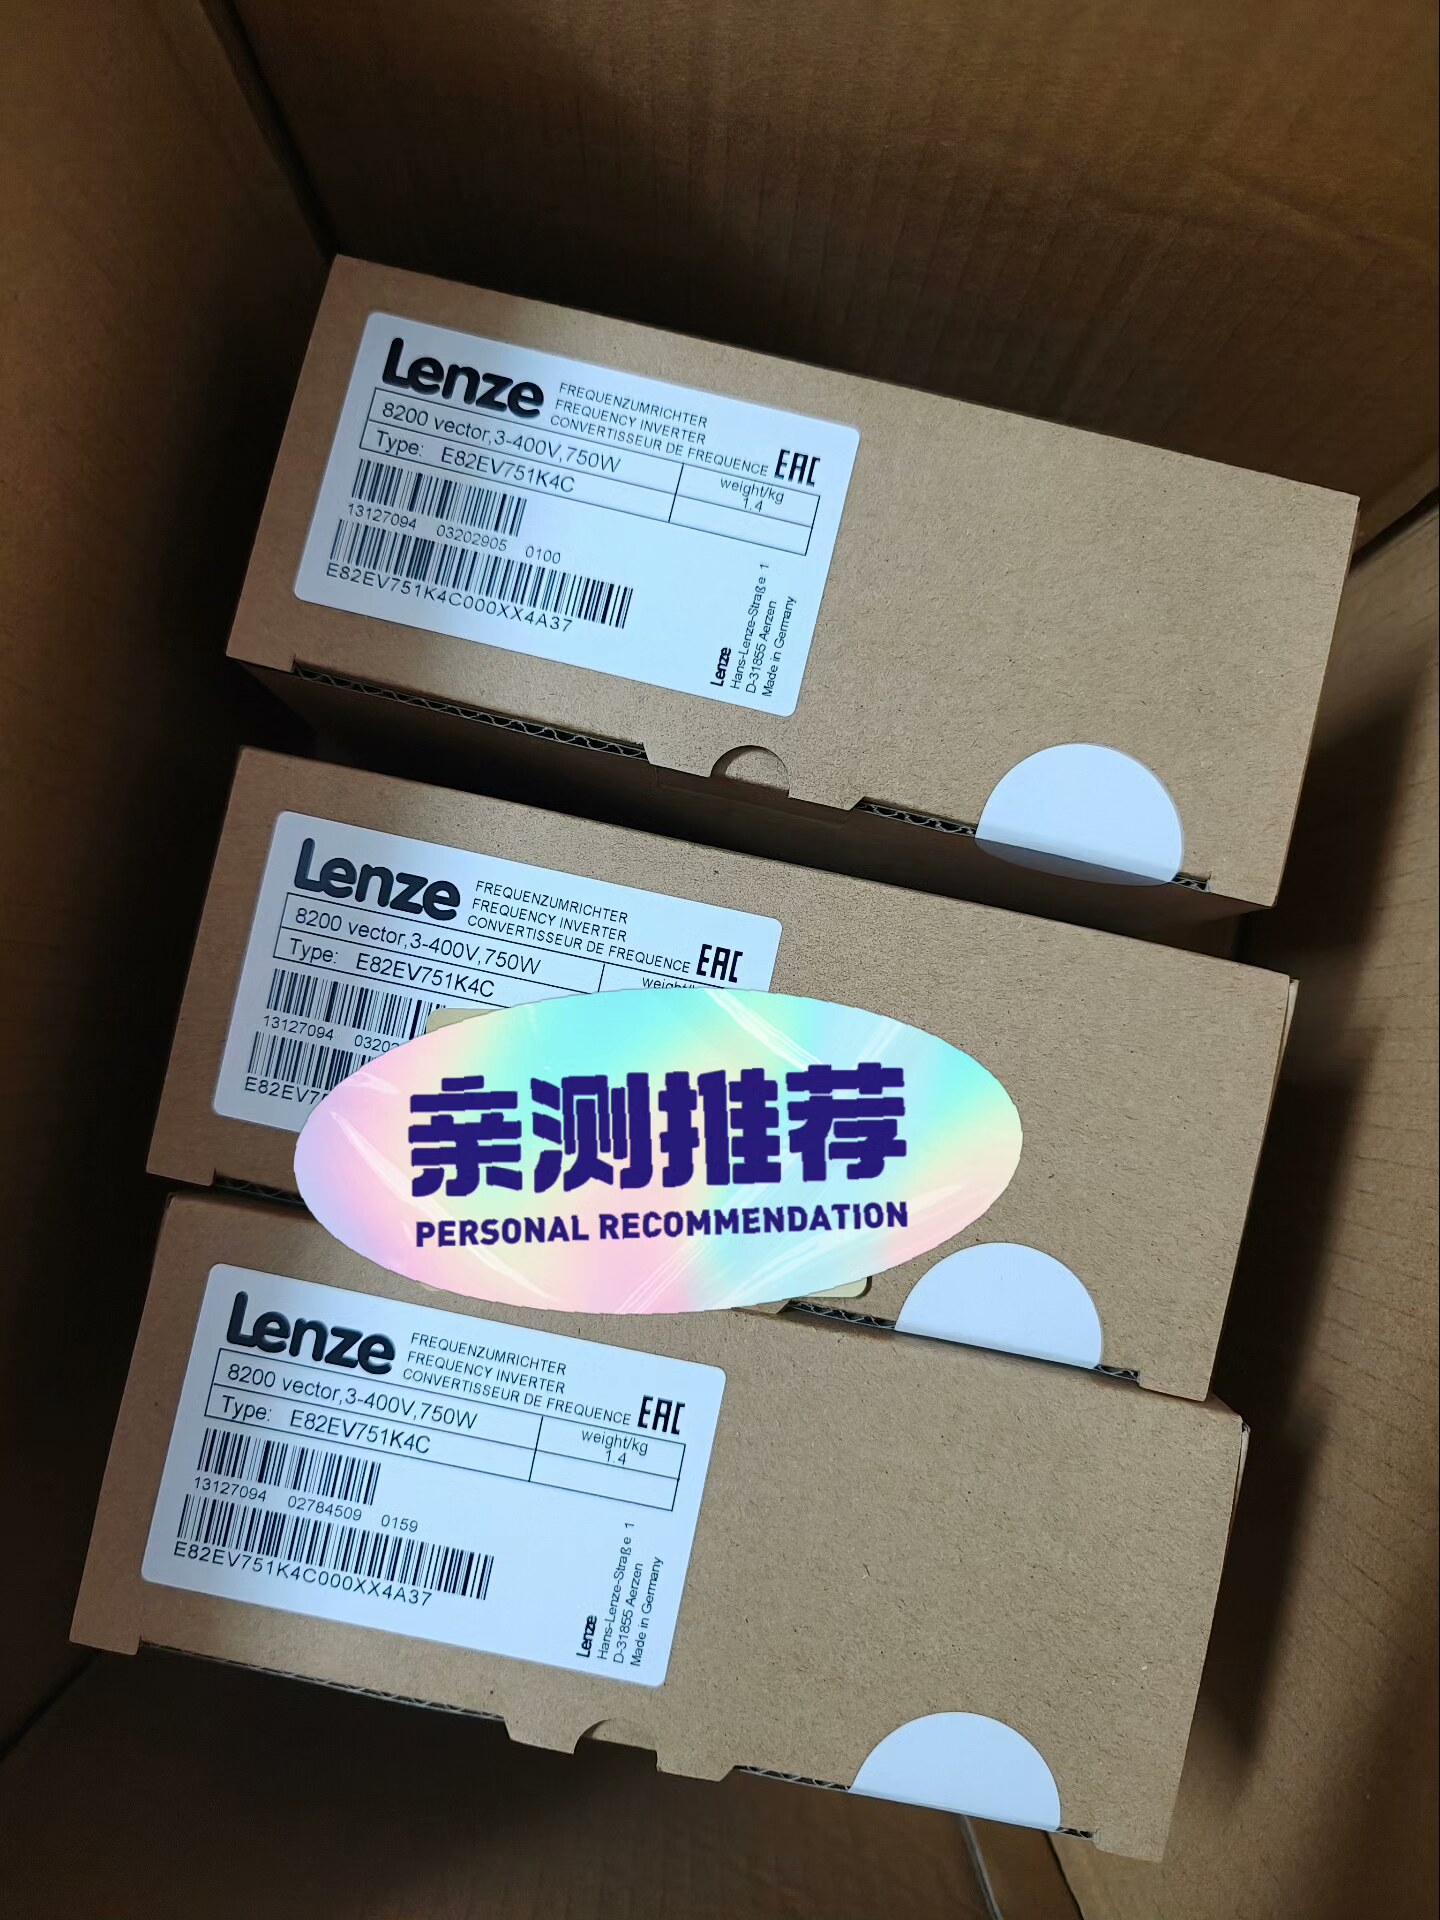 Lenze
FREQUENZUMRICHTER
FREQUENCY INVERTER
CONVERTISSEUR DE FREQUENCE
EAC
8200 vector,3-400V,750W
Type: E82EV751K4C
weight/kg
1.4
13127094 03202905 0100
E82EV751K4C000XX4A37
Lenze
Hans-Lenze-Straße 1
D-31855 Aerzen
Made in Germany
Lenze
FREQUENZUMRICHTER
FREQUENCY INVERTER
CONVERTISSEUR DE FREQUENCE
EAC
8200 vector,3-400V,750W
Type: E82EV751K4C
13127094
亲测推荐
PERSONAL RECOMMENDATION
Lenze
FREQUENZUMRICHTER
FREQUENCY INVERTER
CONVERTISSEUR DE FREQUENCE
EAC
8200 vector,3-400V,750W
Type: E82EV751K4C
weight/kg
1.4
13127094 02784509 0159
E82EV751K4C000XX4A37
Lenze
Hans-Lenze-Straße 1
D-31855 Aerzen
Made in Germany